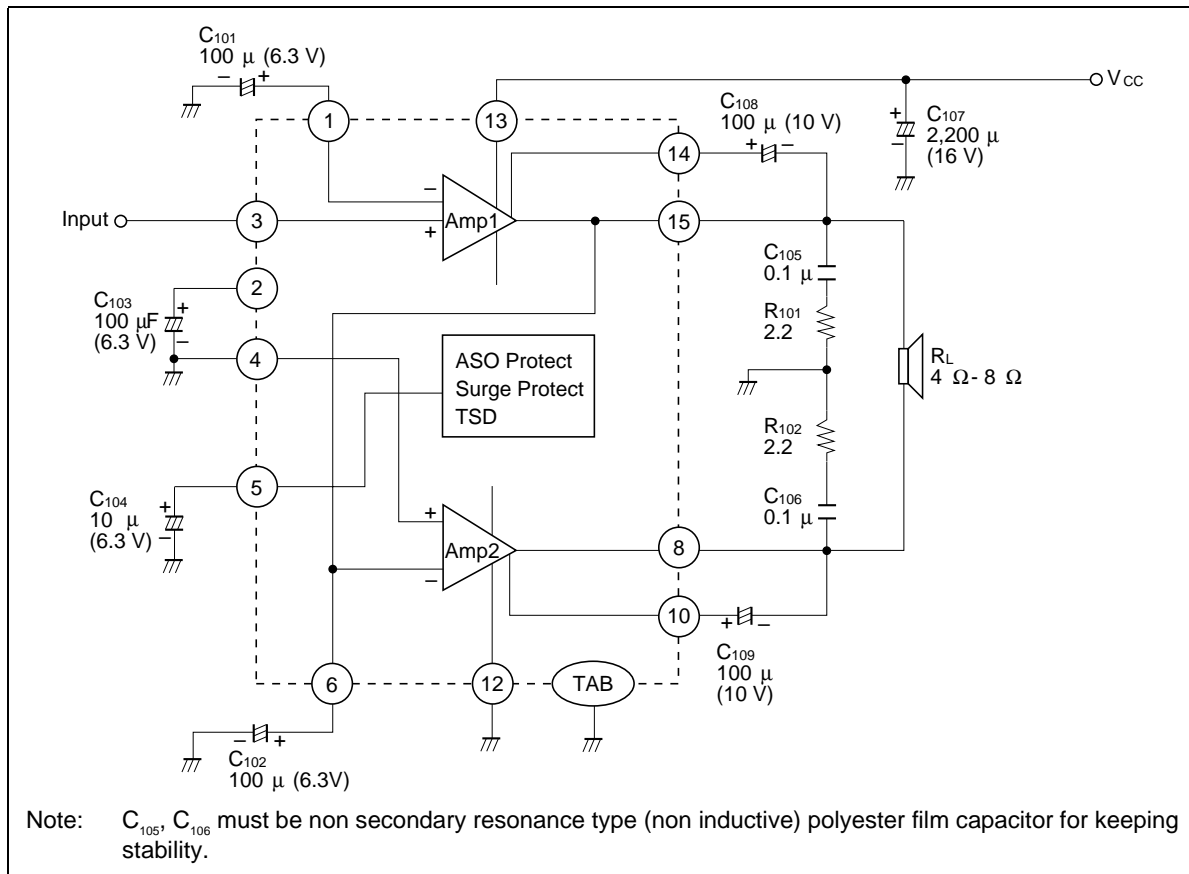 C101
100 μ (6.3 V)
− +
VCC
1
13
C108
100 μ (10 V)
+ −
C107
2,200 μ
(16 V)
+
−
14
−
Amp1
+
Input
3
15
C105
0.1 μ
2
C103
100 μF
(6.3 V)
+
−
R101
2.2
4
ASO Protect
Surge Protect
TSD
RL
4 Ω- 8 Ω
R102
2.2
5
C104
10 μ
(6.3 V)
+
−
C106
0.1 μ
+
Amp2
−
8
10
+ −
C109
100 μ
(10 V)
6
12
TAB
− +
C102
100 μ (6.3V)
Note: C105, C106 must be non secondary resonance type (non inductive) polyester film capacitor for keeping
stability.